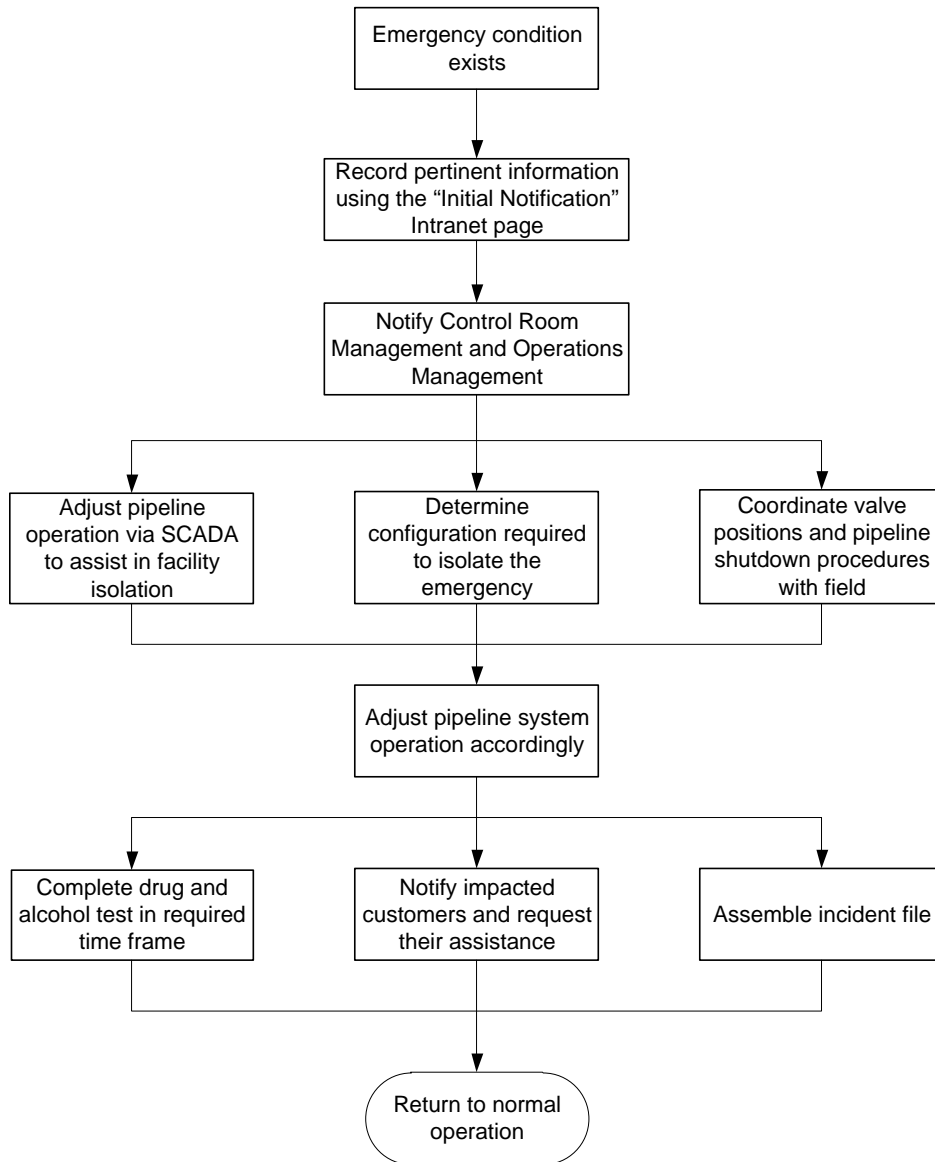 Emergency condition
exists
Record pertinent information
using the “Initial Notification”
Intranet page
Notify Control Room
Management and Operations
Management
Adjust pipeline
operation via SCADA
to assist in facility
isolation
Determine
configuration required
to isolate the
emergency
Coordinate valve
positions and pipeline
shutdown procedures
with field
Adjust pipeline system
operation accordingly
Complete drug and
alcohol test in required
time frame
Notify impacted
customers and request
their assistance
Assemble incident file
Return to normal
operation